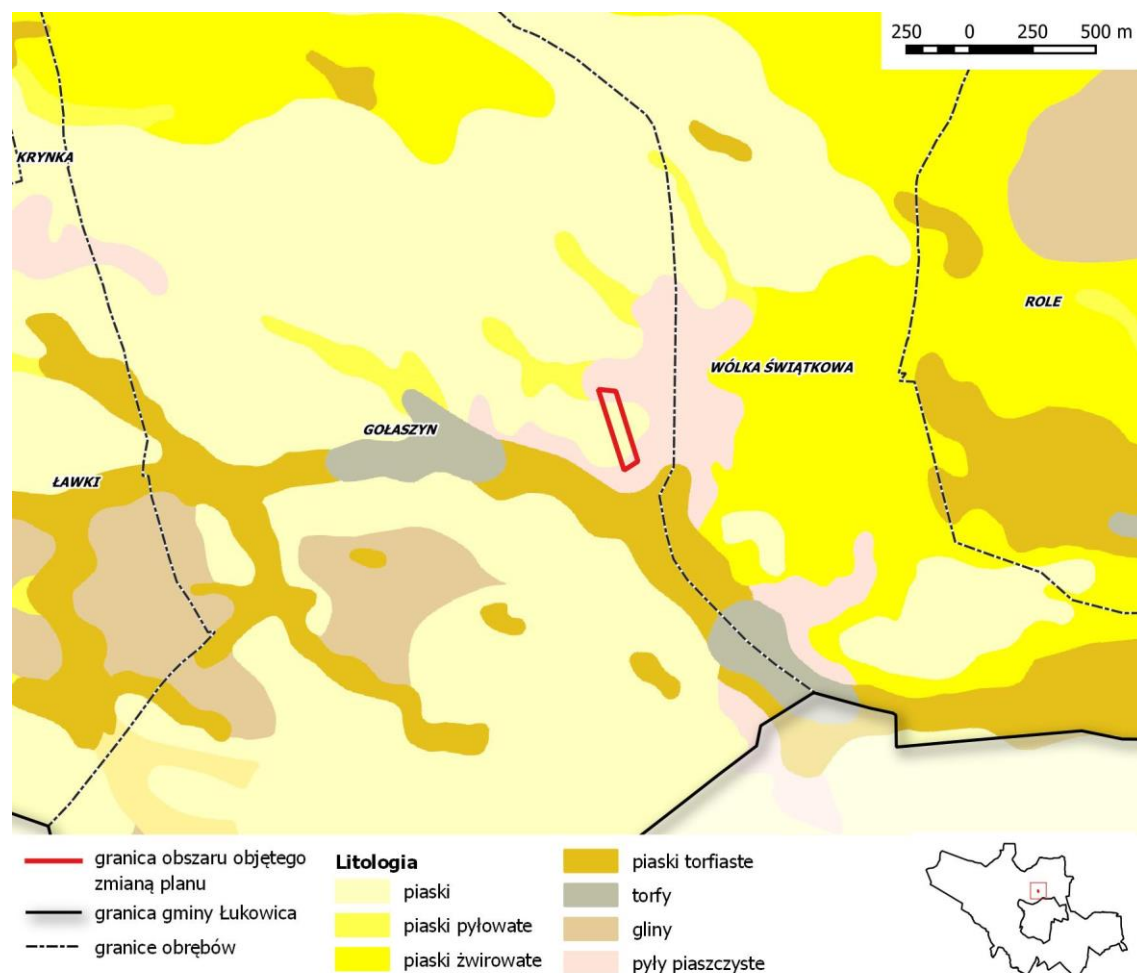 250 0 250 500 m
KRYNKA
ROLE
WÓLKA ŚWIĄTKOWA
GOŁASZYN
ŁAWKI
granica obszaru objętego
zmianą planu
granica gminy Łukowica
granice obrębów
Litologia
piaski
piaski pyłowate
piaski żwirowate
piaski torfiaste
torfy
gliny
pyły piaszczyste